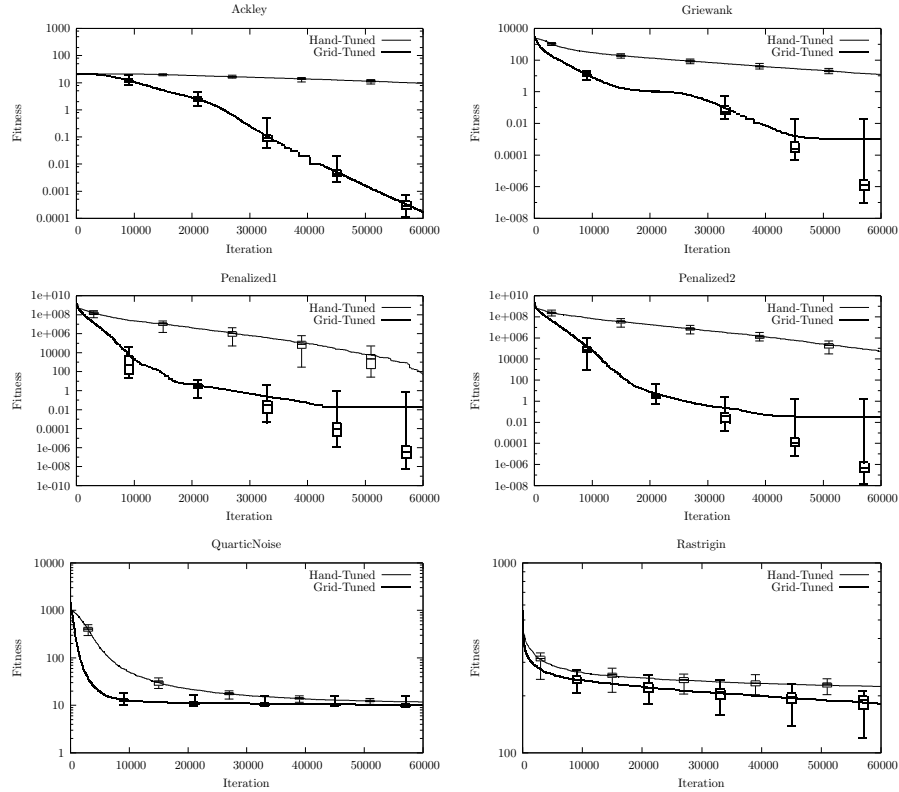 Ackley
Fitness
1000
100
10
1
0.1
0.01
0.001
0.0001
0 10000 20000 30000 40000 50000 60000
Iteration
Hand-Tuned
Grid-Tuned
Griewank
Fitness
10000
100
1
0.01
0.0001
1e-006
1e-008
0 10000 20000 30000 40000 50000 60000
Iteration
Hand-Tuned
Grid-Tuned
Penalized1
Fitness
1e+010
1e+008
1e+006
10000
100
1
0.01
0.0001
1e-006
1e-008
1e-010
0 10000 20000 30000 40000 50000 60000
Iteration
Hand-Tuned
Grid-Tuned
Penalized2
Fitness
1e+010
1e+008
1e+006
10000
100
1
0.01
0.0001
1e-006
1e-008
0 10000 20000 30000 40000 50000 60000
Iteration
Hand-Tuned
Grid-Tuned
QuarticNoise
Fitness
10000
1000
100
10
1
0 10000 20000 30000 40000 50000 60000
Iteration
Hand-Tuned
Grid-Tuned
Rastrigin
Fitness
1000
100
0 10000 20000 30000 40000 50000 60000
Iteration
Hand-Tuned
Grid-Tuned